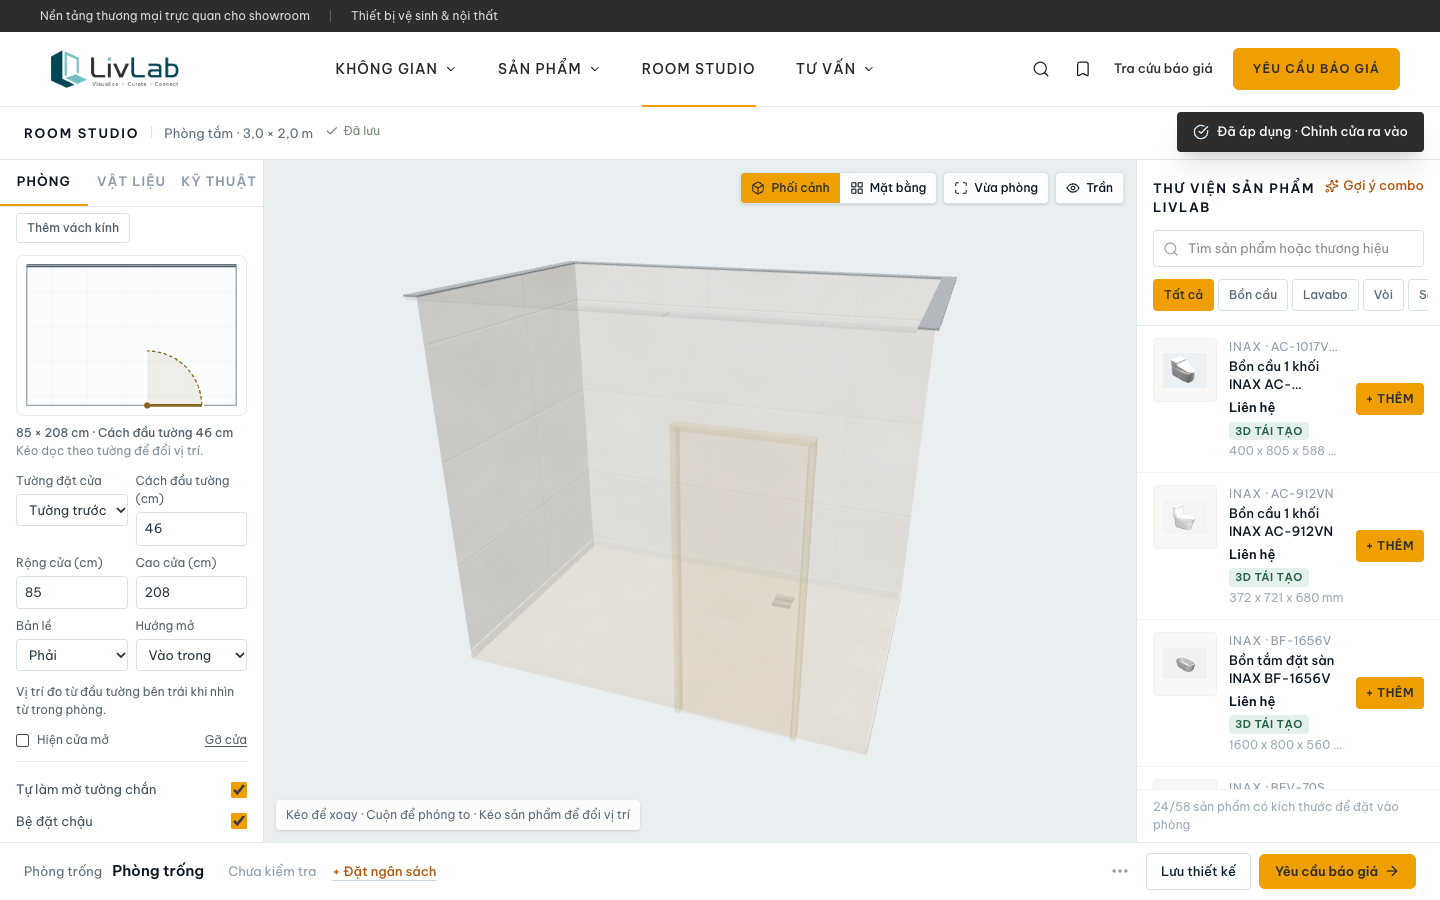 Nền tảng thương mại trực quan cho showroom
Thiết bị vệ sinh & nội thất
LivLab
Visualize • Curate • Connect
KHÔNG GIAN
SẢN PHẨM
ROOM STUDIO
TƯ VẤN
Tra cứu báo giá
YÊU CẦU BÁO GIÁ
ROOM STUDIO
Phòng tắm · 3,0 × 2,0 m
Đã lưu
Đã áp dụng · Chỉnh cửa ra vào
PHÒNG
VẬT LIỆU
KỸ THUẬT
Thêm vách kính
85 × 208 cm · Cách đầu tường 46 cm
Kéo dọc theo tường để đổi vị trí.
Tường đặt cửa
Cách đầu tường (cm)
Tường trước
46
Rộng cửa (cm)
Cao cửa (cm)
85
208
Bản lề
Hướng mở
Phải
Vào trong
Vị trí đo từ đầu tường bên trái khi nhìn
từ trong phòng.
Hiện cửa mở
Gỡ cửa
Tự làm mờ tường chắn
Bệ đặt chậu
Phối cảnh
Mặt bằng
Vừa phòng
Trần
Kéo để xoay · Cuộn để phóng to · Kéo sản phẩm để đổi vị trí
THƯ VIỆN SẢN PHẨM
LIVLAB
Gợi ý combo
Tìm sản phẩm hoặc thương hiệu
Tất cả
Bồn cầu
Lavabo
Vòi
INAX · AC-1017V...
Bồn cầu 1 khối
INAX AC-...
Liên hệ
3D TÁI TẠO
400 x 805 x 588 ...
+ THÊM
INAX · AC-912VN
Bồn cầu 1 khối
INAX AC-912VN
Liên hệ
3D TÁI TẠO
372 x 721 x 680 mm
+ THÊM
INAX · BF-1656V
Bồn tắm đặt sàn
INAX BF-1656V
Liên hệ
3D TÁI TẠO
1600 x 800 x 560 ...
+ THÊM
INAX · BFV-70S
24/58 sản phẩm có kích thước để đặt vào
phòng
Phòng trống
Phòng trống
Chưa kiểm tra
+ Đặt ngân sách
Lưu thiết kế
Yêu cầu báo giá